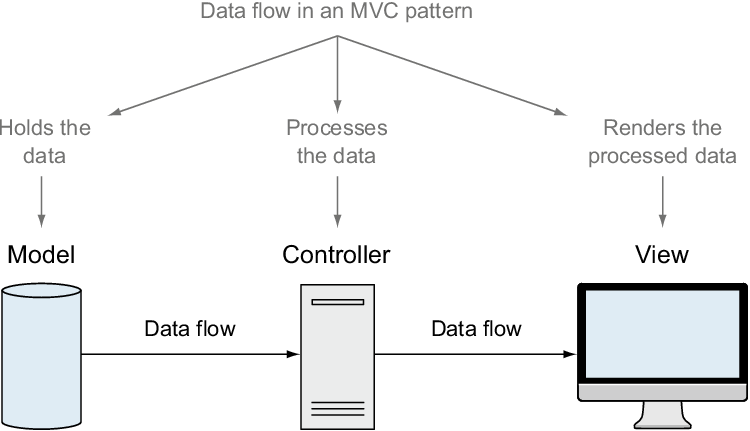 Data flow in an MVC pattern
Holds the
data
Processes
the data
Renders the
processed data
Model
Controller
View
Data flow
Data flow